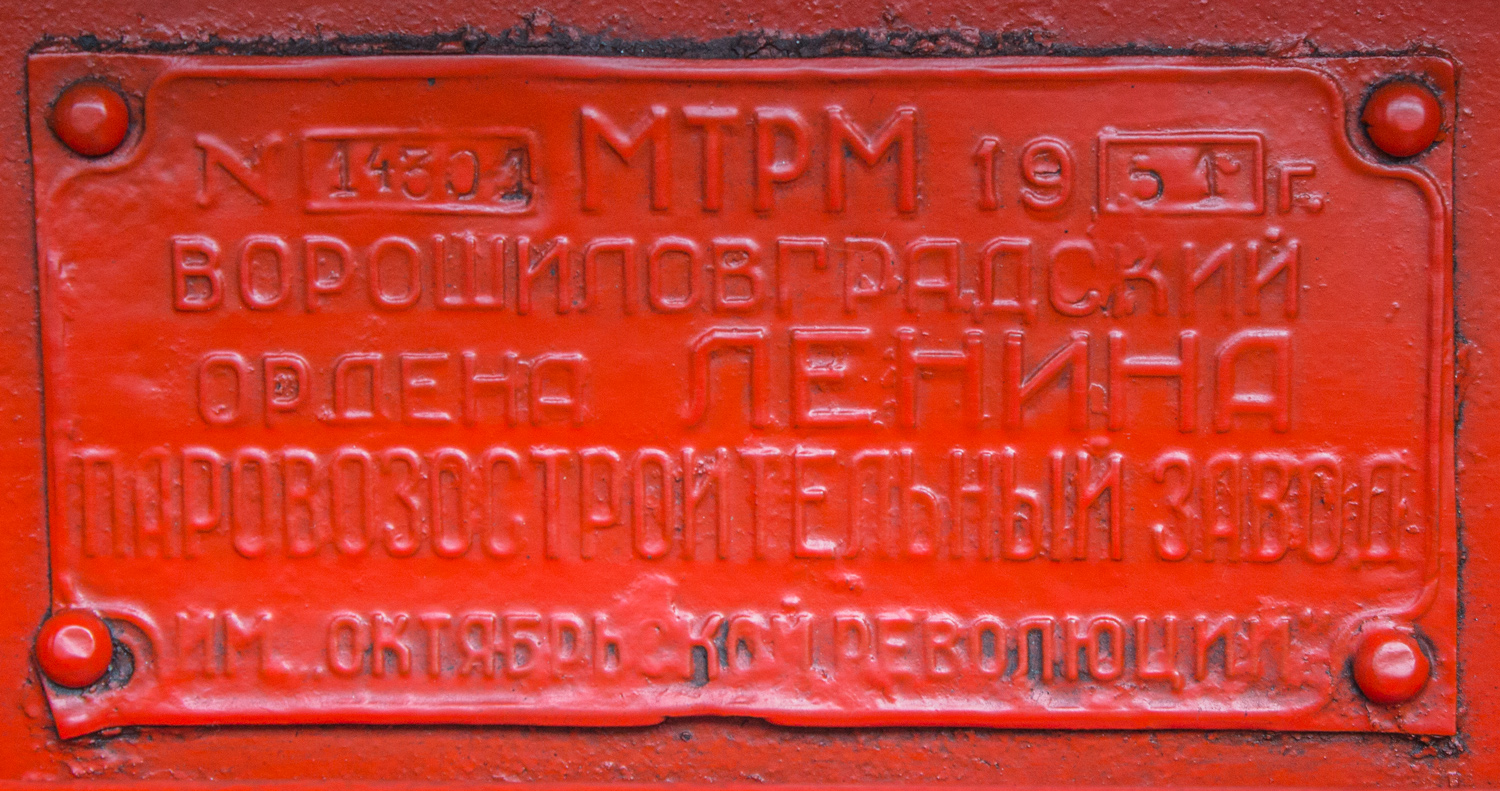 N 14301 МТРМ 1951 г.
ВОРОШИЛОВГРАДСКИЙ
ОРДЕНА ЛЕНИНА
ПАРОВОЗОСТРОИТЕЛЬНЫЙ ЗАВОД
ИМ. „ОКТЯБРЬСКОЙ РЕВОЛЮЦИИ"